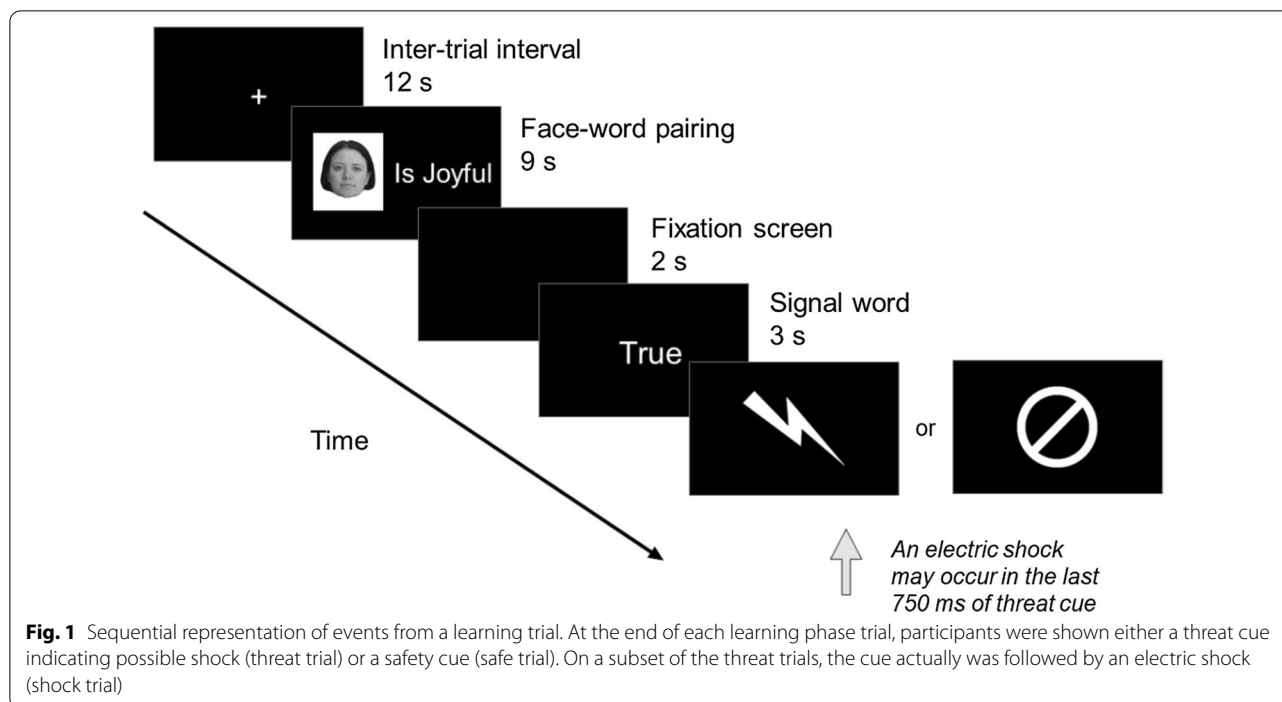 Inter-trial interval
12 s
+
Face-word pairing
9 s
Is Joyful
Fixation screen
2 s
Signal word
3 s
True
or
Time
An electric shock
may occur in the last
750 ms of threat cue
Fig. 1 Sequential representation of events from a learning trial. At the end of each learning phase trial, participants were shown either a threat cue
indicating possible shock (threat trial) or a safety cue (safe trial). On a subset of the threat trials, the cue actually was followed by an electric shock
(shock trial)